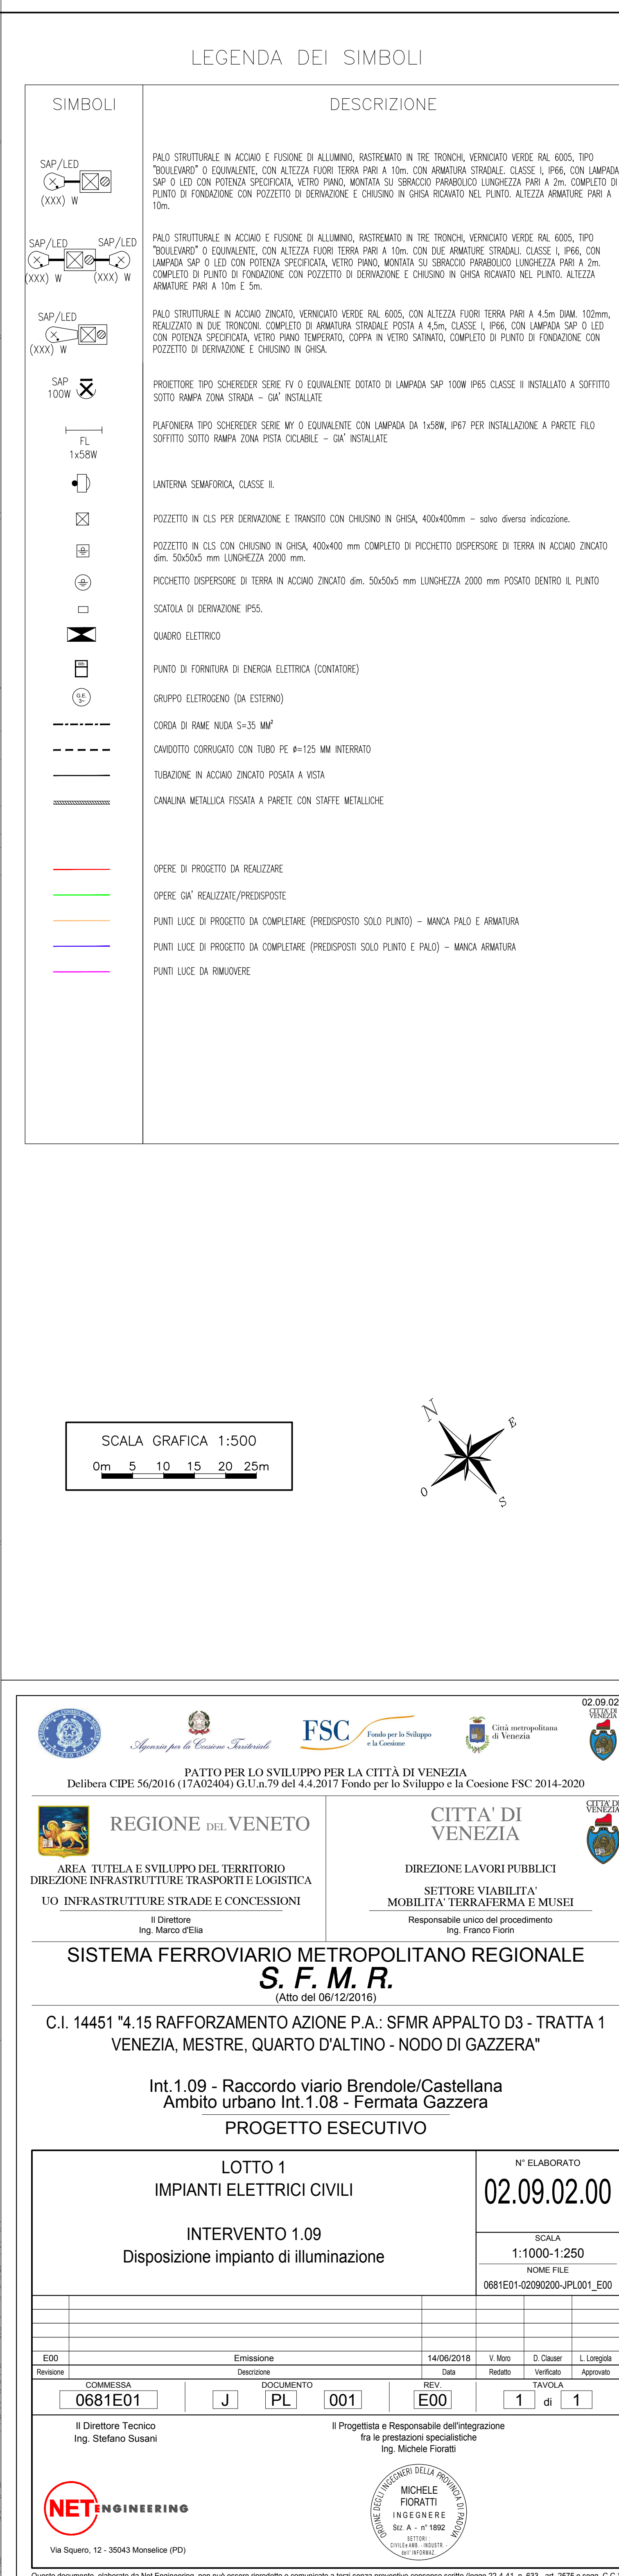 LEGENDA DEI SIMBOLI
SIMBOLI
DESCRIZIONE
SAP/LED
(XXX) W
PALO STRUTTURALE IN ACCIAIO E FUSIONE DI ALLUMINIO, RASTREMATO IN TRE TRONCHI, VERNICIATO VERDE RAL 6005, TIPO
"BOULEVARD" O EQUIVALENTE, CON ALTEZZA FUORI TERRA PARI A 10m. CON ARMATURA STRADALE. CLASSE I, IP66, CON LAMPADA
SAP O LED CON POTENZA SPECIFICATA, VETRO PIANO, MONTATA SU SBRACCIO PARABOLICO LUNGHEZZA PARI A 2m. COMPLETO DI
PLINTO DI FONDAZIONE CON POZZETTO DI DERIVAZIONE E CHIUSINO IN GHISA RICAVATO NEL PLINTO. ALTEZZA ARMATURE PARI A
10m.
SAP/LED SAP/LED
(XXX) W (XXX) W
PALO STRUTTURALE IN ACCIAIO E FUSIONE DI ALLUMINIO, RASTREMATO IN TRE TRONCHI, VERNICIATO VERDE RAL 6005, TIPO
"BOULEVARD" O EQUIVALENTE, CON ALTEZZA FUORI TERRA PARI A 10m. CON DUE ARMATURE STRADALI. CLASSE I, IP66, CON
LAMPADA SAP O LED CON POTENZA SPECIFICATA, VETRO PIANO, MONTATA SU SBRACCIO PARABOLICO LUNGHEZZA PARI A 2m.
COMPLETO DI PLINTO DI FONDAZIONE CON POZZETTO DI DERIVAZIONE E CHIUSINO IN GHISA RICAVATO NEL PLINTO. ALTEZZA
ARMATURE PARI A 10m E 5m.
SAP/LED
(XXX) W
PALO STRUTTURALE IN ACCIAIO ZINCATO, VERNICIATO VERDE RAL 6005, CON ALTEZZA FUORI TERRA PARI A 4.5m DIAM. 102mm,
REALIZZATO IN DUE TRONCONI. COMPLETO DI ARMATURA STRADALE POSTA A 4,5m, CLASSE I, IP66, CON LAMPADA SAP O LED
CON POTENZA SPECIFICATA, VETRO PIANO TEMPERATO, COPPA IN VETRO SATINATO, COMPLETO DI PLINTO DI FONDAZIONE CON
POZZETTO DI DERIVAZIONE E CHIUSINO IN GHISA.
SAP
100W
PROIETTORE TIPO SCHEREDER SERIE FV O EQUIVALENTE DOTATO DI LAMPADA SAP 100W IP65 CLASSE II INSTALLATO A SOFFITTO
SOTTO RAMPA ZONA STRADA – GIA' INSTALLATE
FL
1x58W
PLAFONIERA TIPO SCHEREDER SERIE MY O EQUIVALENTE CON LAMPADA DA 1x58W, IP67 PER INSTALLAZIONE A PARETE FILO
SOFFITTO SOTTO RAMPA ZONA PISTA CICLABILE – GIA' INSTALLATE
LANTERNA SEMAFORICA, CLASSE II.
POZZETTO IN CLS PER DERIVAZIONE E TRANSITO CON CHIUSINO IN GHISA, 400x400mm – salvo diversa indicazione.
POZZETTO IN CLS CON CHIUSINO IN GHISA, 400x400 mm COMPLETO DI PICCHETTO DISPERSORE DI TERRA IN ACCIAIO ZINCATO
dim. 50x50x5 mm LUNGHEZZA 2000 mm.
PICCHETTO DISPERSORE DI TERRA IN ACCIAIO ZINCATO dim. 50x50x5 mm LUNGHEZZA 2000 mm POSATO DENTRO IL PLINTO
SCATOLA DI DERIVAZIONE IP55.
QUADRO ELETTRICO
PUNTO DI FORNITURA DI ENERGIA ELETTRICA (CONTATORE)
G.E.
3~
GRUPPO ELETROGENO (DA ESTERNO)
CORDA DI RAME NUDA S=35 MM²
CAVIDOTTO CORRUGATO CON TUBO PE ø=125 MM INTERRATO
TUBAZIONE IN ACCIAIO ZINCATO POSATA A VISTA
CANALINA METALLICA FISSATA A PARETE CON STAFFE METALLICHE
OPERE DI PROGETTO DA REALIZZARE
OPERE GIA' REALIZZATE/PREDISPOSTE
PUNTI LUCE DI PROGETTO DA COMPLETARE (PREDISPOSTO SOLO PLINTO) – MANCA PALO E ARMATURA
PUNTI LUCE DI PROGETTO DA COMPLETARE (PREDISPOSTI SOLO PLINTO E PALO) – MANCA ARMATURA
PUNTI LUCE DA RIMUOVERE
SCALA GRAFICA 1:500
0m 5 10 15 20 25m
N
E
O
S
02.09.02
Agenzia per la Coesione Territoriale
FSC Fondo per lo Sviluppo
e la Coesione
Città metropolitana
di Venezia
CITTA' DI
VENEZIA
PATTO PER LO SVILUPPO PER LA CITTÀ DI VENEZIA
Delibera CIPE 56/2016 (17A02404) G.U.n.79 del 4.4.2017 Fondo per lo Sviluppo e la Coesione FSC 2014-2020
REGIONE DEL VENETO
AREA TUTELA E SVILUPPO DEL TERRITORIO
DIREZIONE INFRASTRUTTURE TRASPORTI E LOGISTICA
UO INFRASTRUTTURE STRADE E CONCESSIONI
Il Direttore
Ing. Marco d'Elia
CITTA' DI
VENEZIA
CITTA' DI
VENEZIA
DIREZIONE LAVORI PUBBLICI
SETTORE VIABILITA'
MOBILITA' TERRAFERMA E MUSEI
Responsabile unico del procedimento
Ing. Franco Fiorin
SISTEMA FERROVIARIO METROPOLITANO REGIONALE
S. F. M. R.
(Atto del 06/12/2016)
C.I. 14451 "4.15 RAFFORZAMENTO AZIONE P.A.: SFMR APPALTO D3 - TRATTA 1
VENEZIA, MESTRE, QUARTO D'ALTINO - NODO DI GAZZERA"
Int.1.09 - Raccordo viario Brendole/Castellana
Ambito urbano Int.1.08 - Fermata Gazzera
PROGETTO ESECUTIVO
LOTTO 1
IMPIANTI ELETTRICI CIVILI
INTERVENTO 1.09
Disposizione impianto di illuminazione
N° ELABORATO
02.09.02.00
SCALA
1:1000-1:250
NOME FILE
0681E01-02090200-JPL001_E00
E00 Emissione 14/06/2018 V. Moro D. Clauser L. Loregiola
Revisione Descrizione Data Redatto Verificato Approvato
COMMESSA DOCUMENTO REV. TAVOLA
0681E01 J PL 001 E00 1 di 1
Il Direttore Tecnico
Ing. Stefano Susani
Il Progettista e Responsabile dell'integrazione
fra le prestazioni specialistiche
Ing. Michele Fioratti
NET ENGINEERING
Via Squero, 12 - 35043 Monselice (PD)
ORDINE DEGLI INGEGNERI DELLA PROVINCIA DI PADOVA
MICHELE
FIORATTI
INGEGNERE
Sez. A - n° 1892
SETTORI:
CIVILE e AMB. - INDUSTR. -
dell' INFORMAZ.